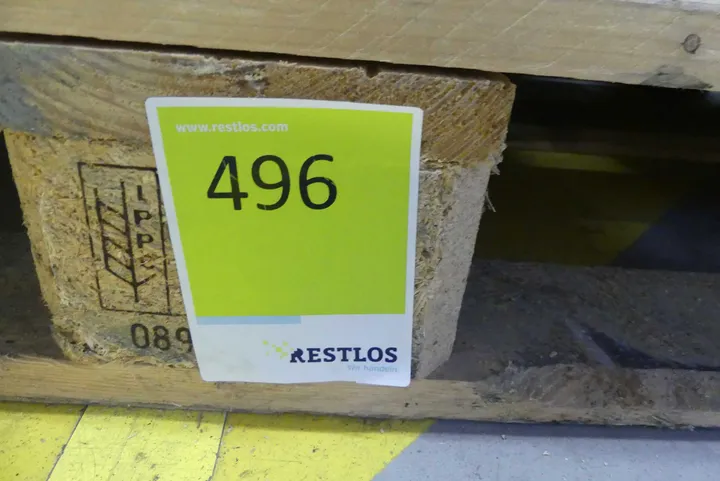 www.restlos.com
496
IPPC
089
RESTLOS
Wir handeln.